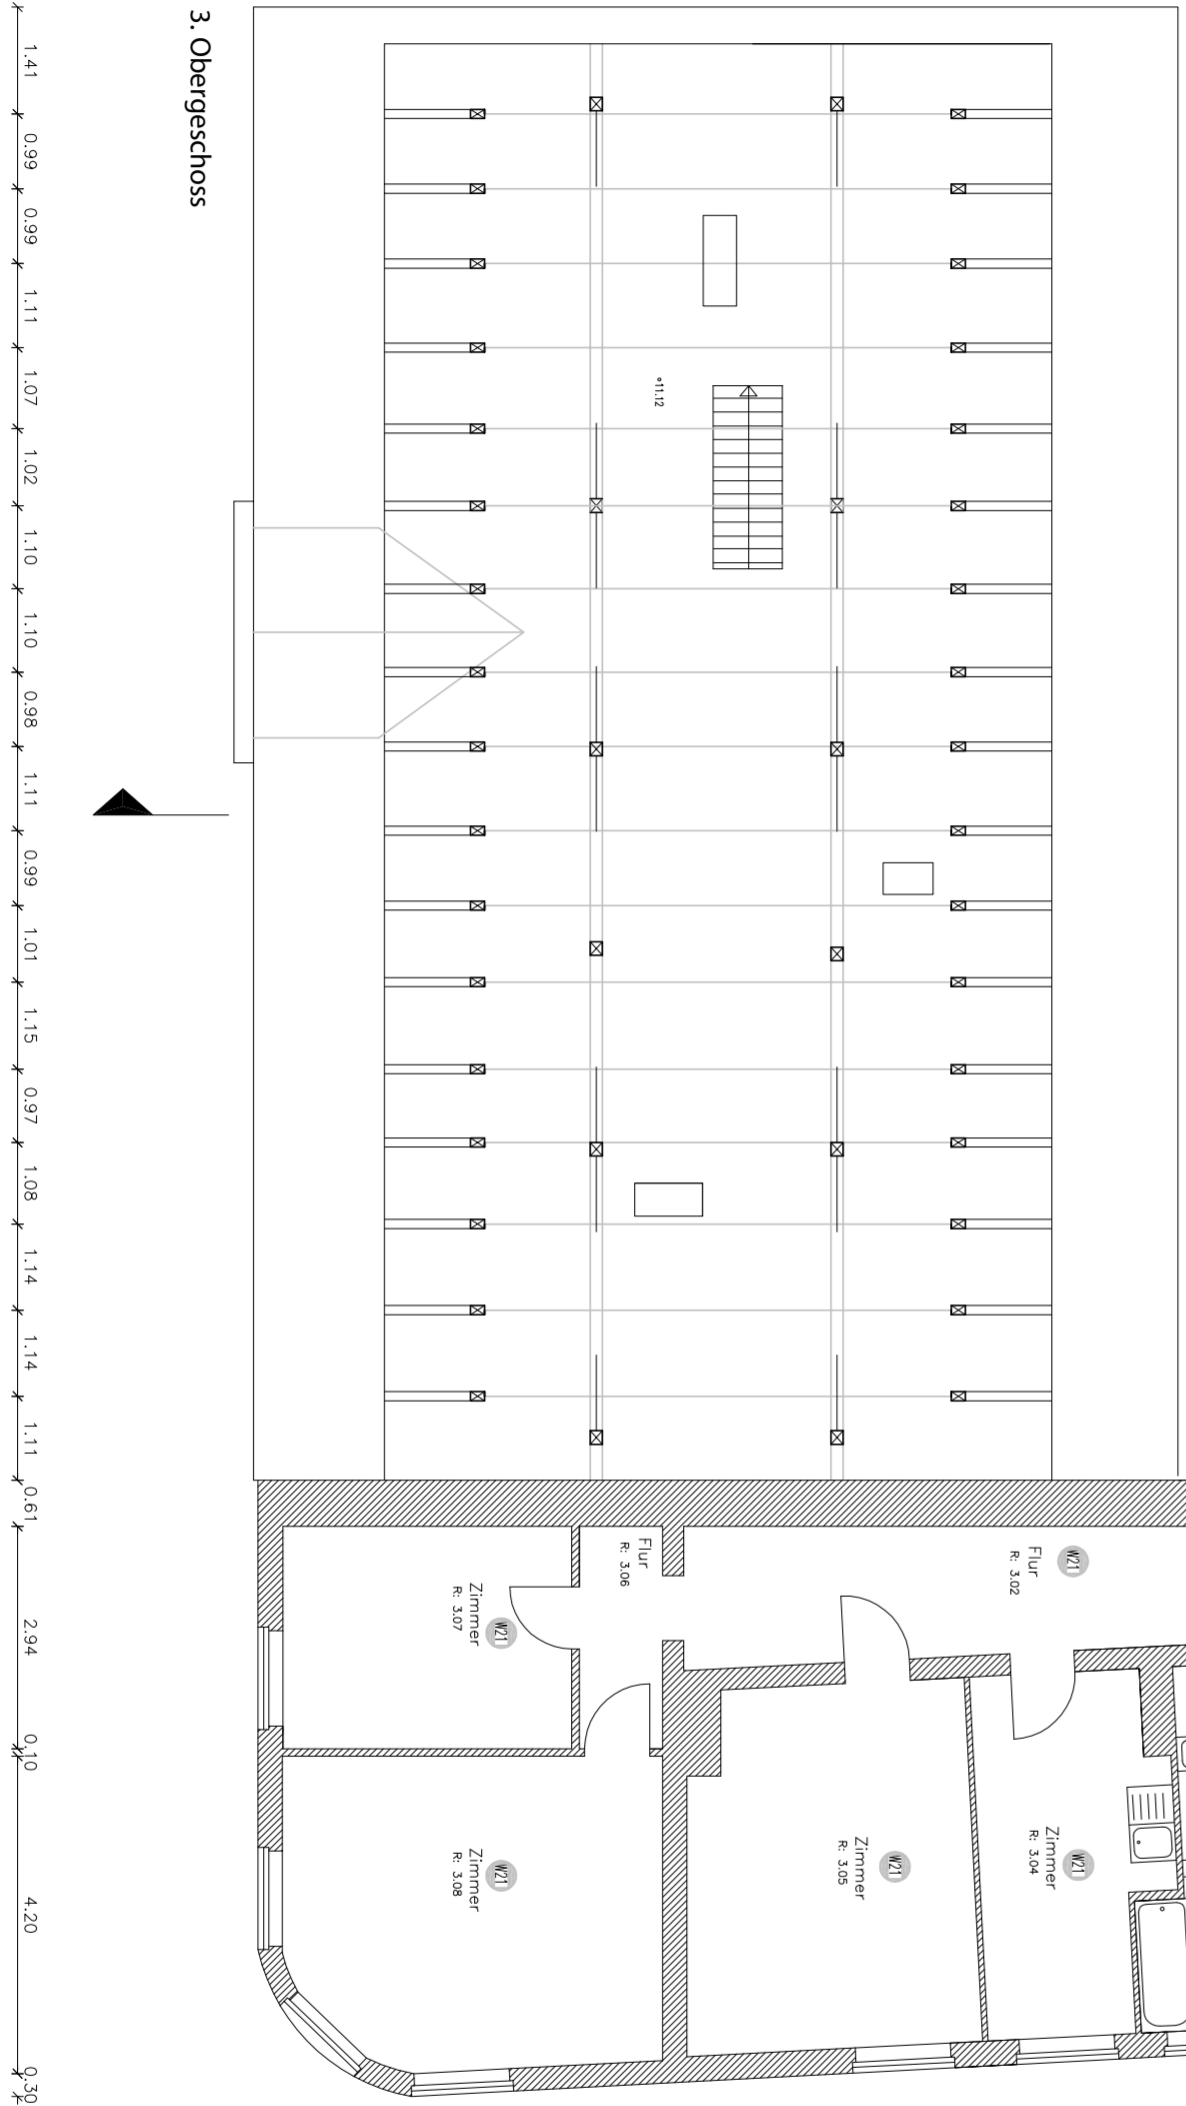 3. Obergeschoss
1.41
0.99
0.99
1.11
1.07
1.02
1.10
1.10
0.98
1.11
0.99
1.01
1.15
0.97
1.08
1.14
1.14
1.11
0.61
2.94
0.10
4.20
0.30
°11.12
W21
Flur
R: 3.02
Flur
R: 3.06
W21
Zimmer
R: 3.07
W21
Zimmer
R: 3.04
W21
Zimmer
R: 3.05
W21
Zimmer
R: 3.08